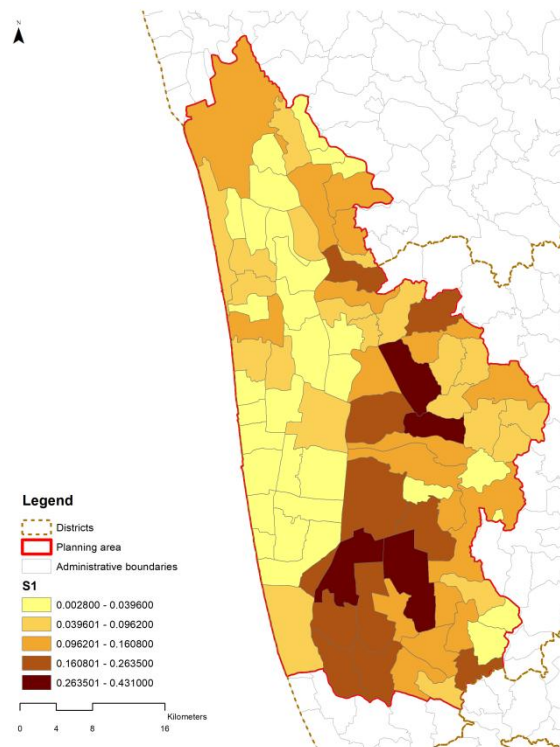 N
Legend
Districts
Planning area
Administrative boundaries
S1
0.002800 - 0.039600
0.039601 - 0.096200
0.096201 - 0.160800
0.160801 - 0.263500
0.263501 - 0.431000
Kilometers
0 4 8 16